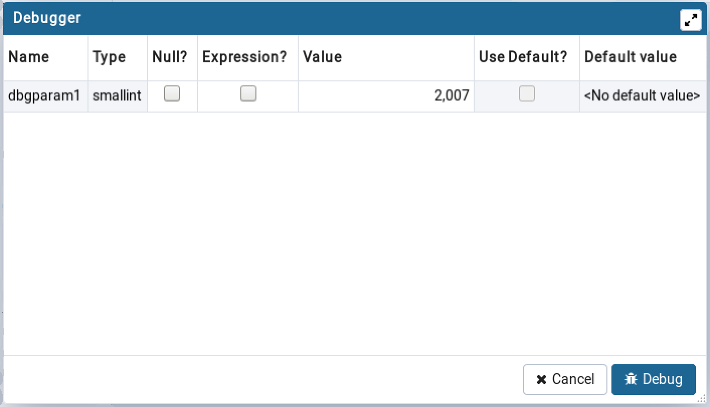 Debugger
Name Type Null? Expression? Value Use Default? Default value
dbgparam1 smallint 2,007 <No default value>
Cancel Debug